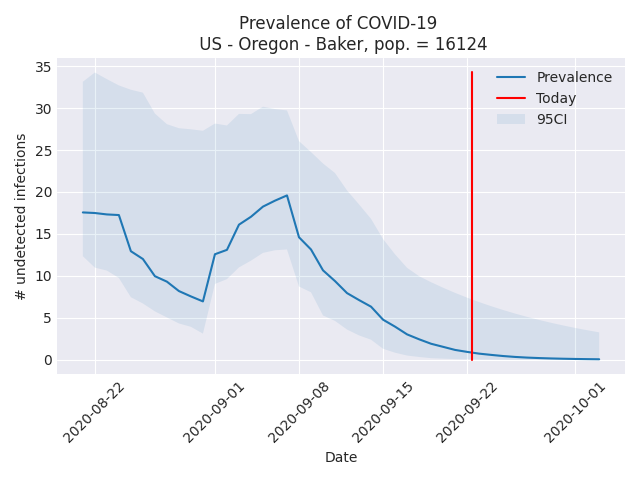 Prevalence of COVID-19
US - Oregon - Baker, pop. = 16124
Prevalence
Today
95CI
# undetected infections
35
30
25
20
15
10
5
0
2020-08-22
2020-09-01
2020-09-08
2020-09-15
2020-09-22
2020-10-01
Date